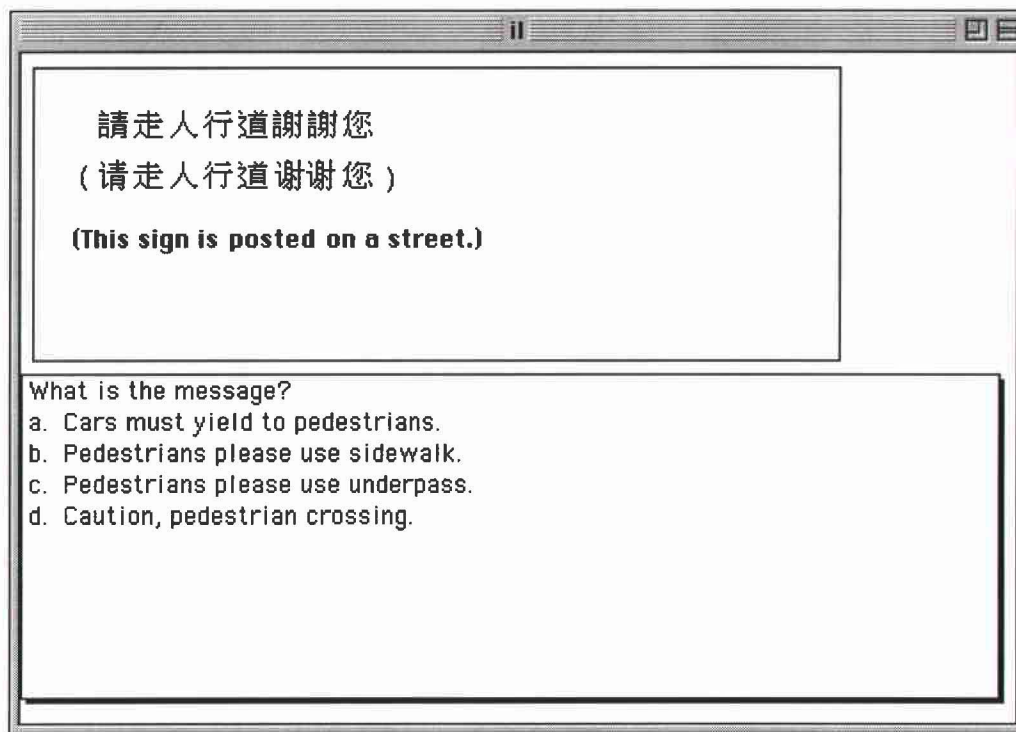 il
請走人行道謝謝您
(请走人行道谢谢您)
(This sign is posted on a street.)
What is the message?
a. Cars must yield to pedestrians.
b. Pedestrians please use sidewalk.
c. Pedestrians please use underpass.
d. Caution, pedestrian crossing.